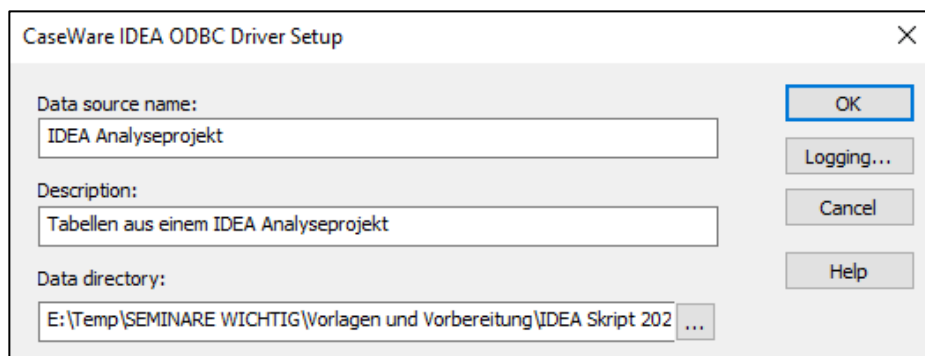 CaseWare IDEA ODBC Driver Setup
Data source name:
IDEA Analyseprojekt
OK
Logging...
Description:
Tabellen aus einem IDEA Analyseprojekt
Cancel
Data directory:
Help
E:\Temp\SEMINARE WICHTIG\Vorlagen und Vorbereitung\IDEA Skript 202
...